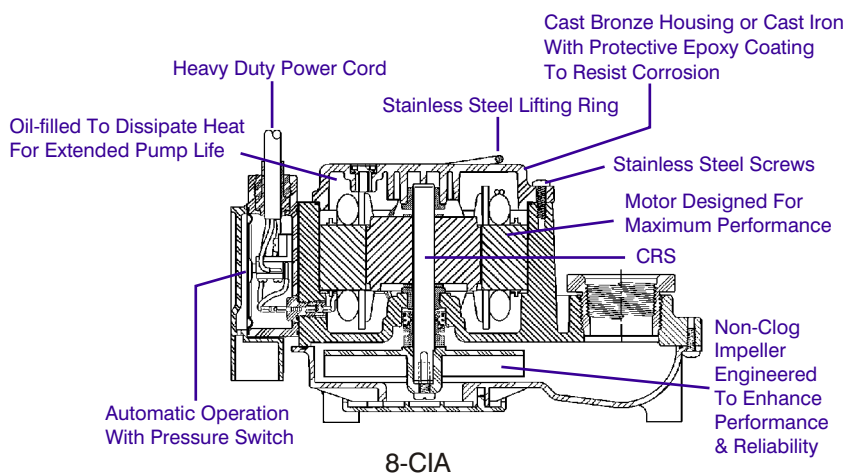 Cast Bronze Housing or Cast Iron
With Protective Epoxy Coating
To Resist Corrosion
Heavy Duty Power Cord
Stainless Steel Lifting Ring
Oil-filled To Dissipate Heat
For Extended Pump Life
Stainless Steel Screws
Motor Designed For
Maximum Performance
CRS
Non-Clog
Impeller
Engineered
To Enhance
Performance
& Reliability
Automatic Operation
With Pressure Switch
8-CIA